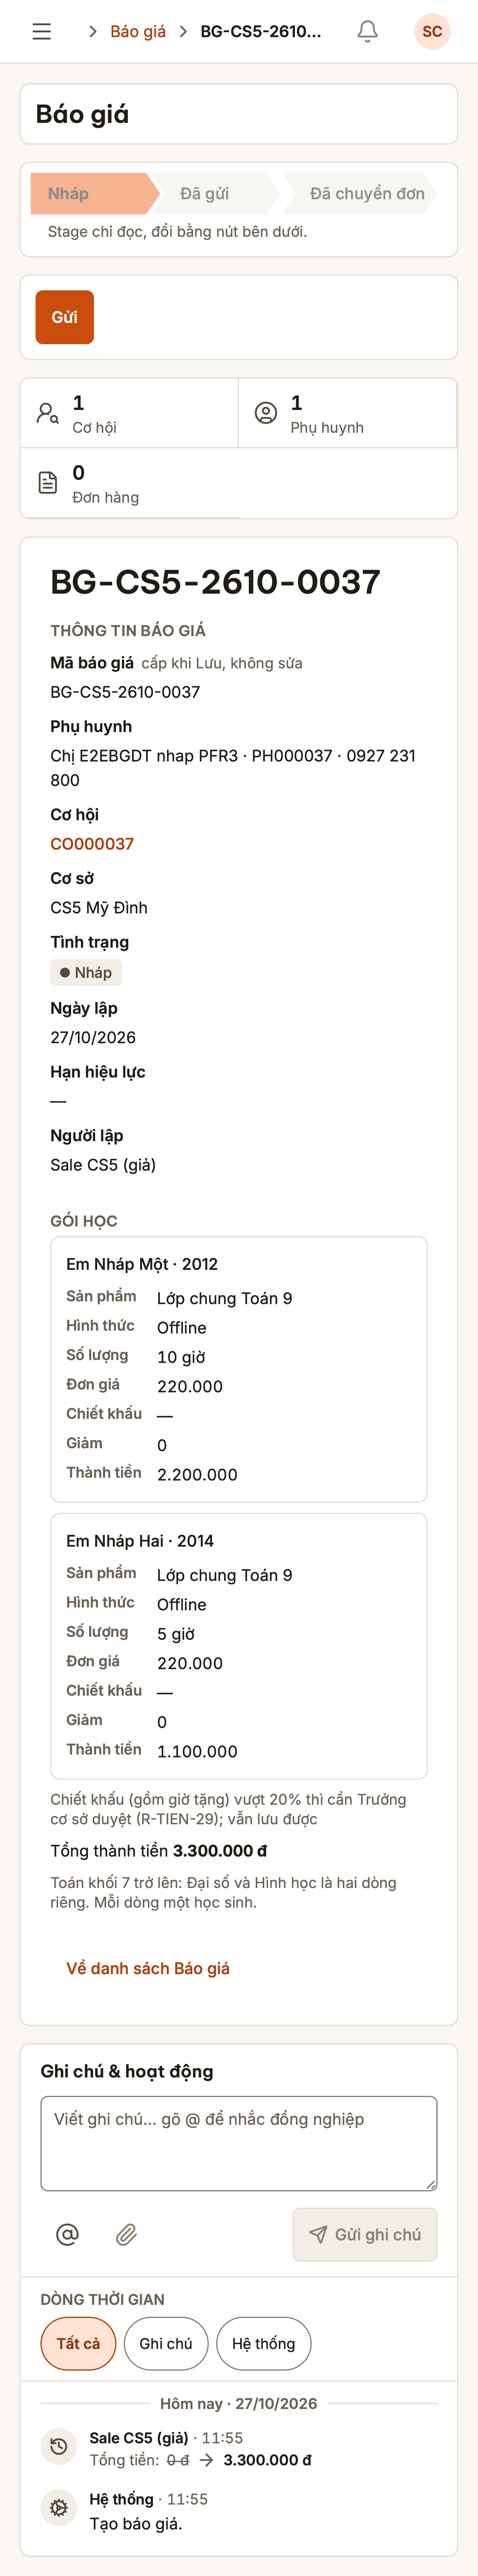 Báo giá
BG-CS5-2610...
SC
Báo giá
Nháp
Đã gửi
Đã chuyển đơn
Stage chỉ đọc, đổi bằng nút bên dưới.
Gửi
1
Cơ hội
1
Phụ huynh
0
Đơn hàng
BG-CS5-2610-0037
THÔNG TIN BÁO GIÁ
Mã báo giá cấp khi Lưu, không sửa
BG-CS5-2610-0037
Phụ huynh
Chị E2EBGDT nhap PFR3 · PH000037 · 0927 231
800
Cơ hội
CO000037
Cơ sở
CS5 Mỹ Đình
Tình trạng
Nháp
Ngày lập
27/10/2026
Hạn hiệu lực
—
Người lập
Sale CS5 (giả)
GÓI HỌC
Em Nháp Một · 2012
Sản phẩm Lớp chung Toán 9
Hình thức Offline
Số lượng 10 giờ
Đơn giá 220.000
Chiết khấu —
Giảm 0
Thành tiền 2.200.000
Em Nháp Hai · 2014
Sản phẩm Lớp chung Toán 9
Hình thức Offline
Số lượng 5 giờ
Đơn giá 220.000
Chiết khấu —
Giảm 0
Thành tiền 1.100.000
Chiết khấu (gồm giờ tặng) vượt 20% thì cần Trưởng
cơ sở duyệt (R-TIEN-29); vẫn lưu được
Tổng thành tiền 3.300.000 đ
Toán khối 7 trở lên: Đại số và Hình học là hai dòng
riêng. Mỗi dòng một học sinh.
Về danh sách Báo giá
Ghi chú & hoạt động
Viết ghi chú... gõ @ để nhắc đồng nghiệp
Gửi ghi chú
DÒNG THỜI GIAN
Tất cả
Ghi chú
Hệ thống
Hôm nay · 27/10/2026
Sale CS5 (giả) · 11:55
Tổng tiền: 0 đ → 3.300.000 đ
Hệ thống · 11:55
Tạo báo giá.